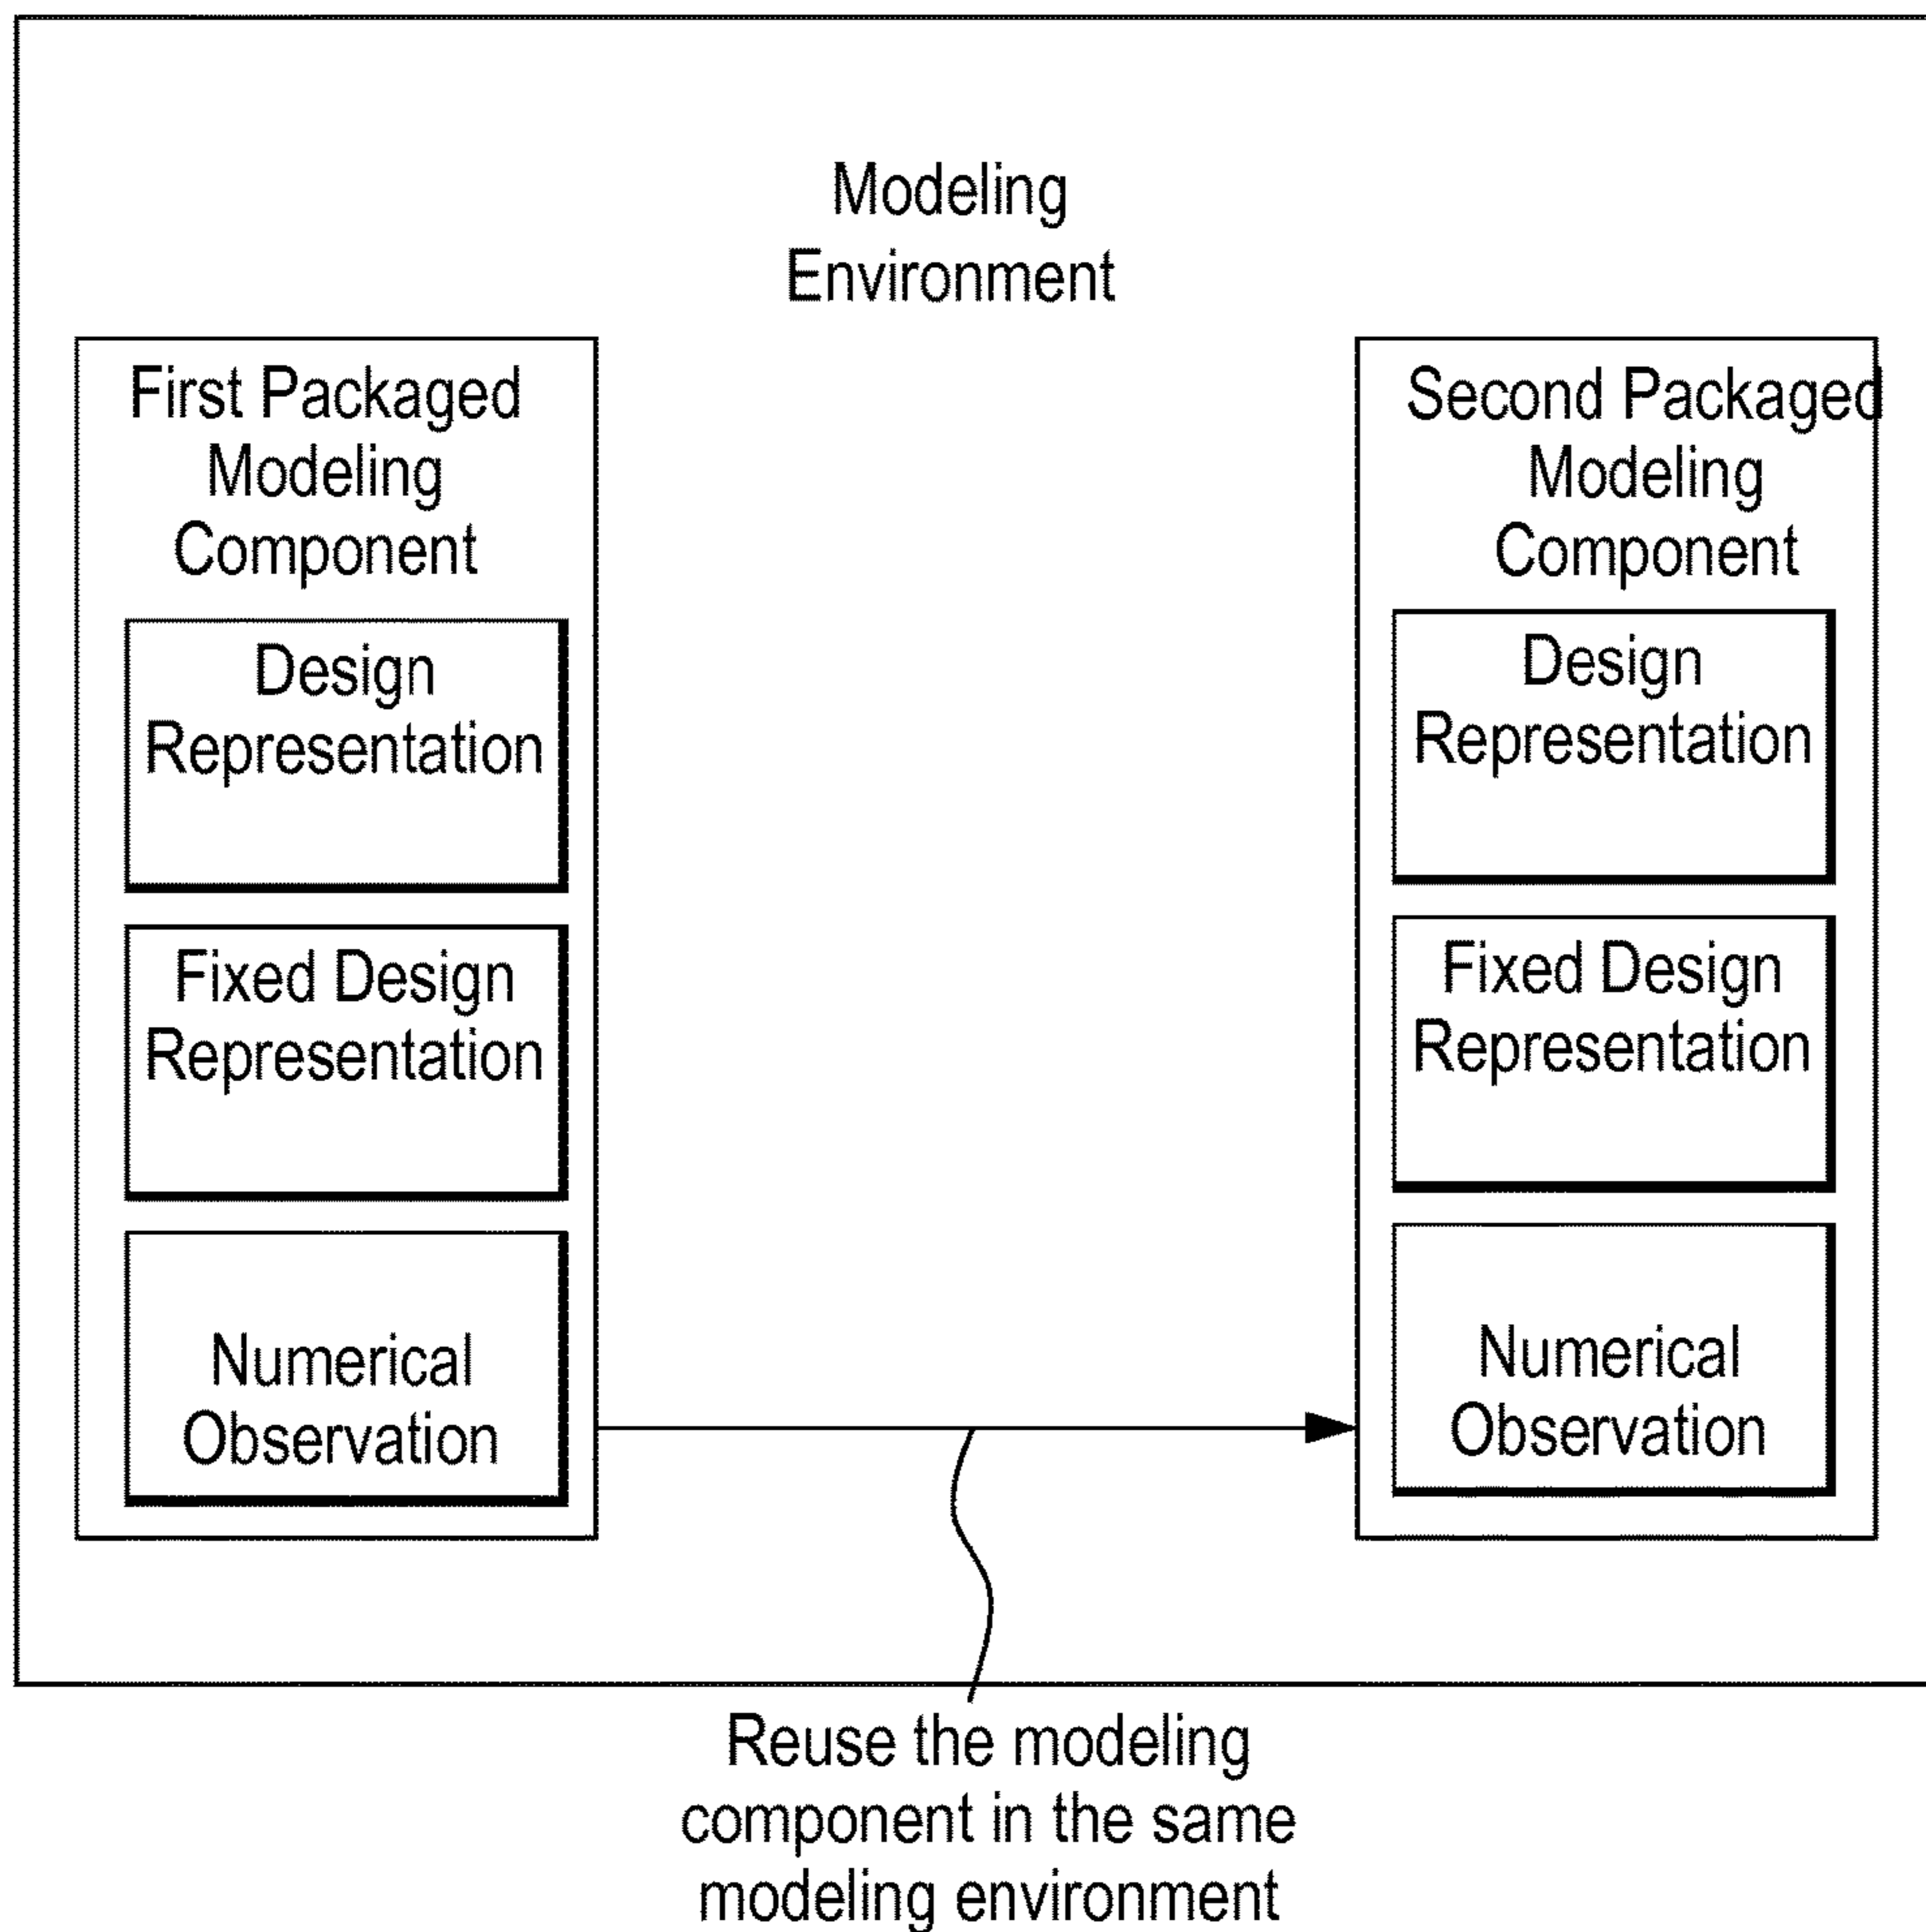 Modeling
Environment
First Packaged
Modeling
Component
Design
Representation
Fixed Design
Representation
Numerical
Observation
Second Packaged
Modeling
Component
Design
Representation
Fixed Design
Representation
Numerical
Observation
Reuse the modeling
component in the same
modeling environment